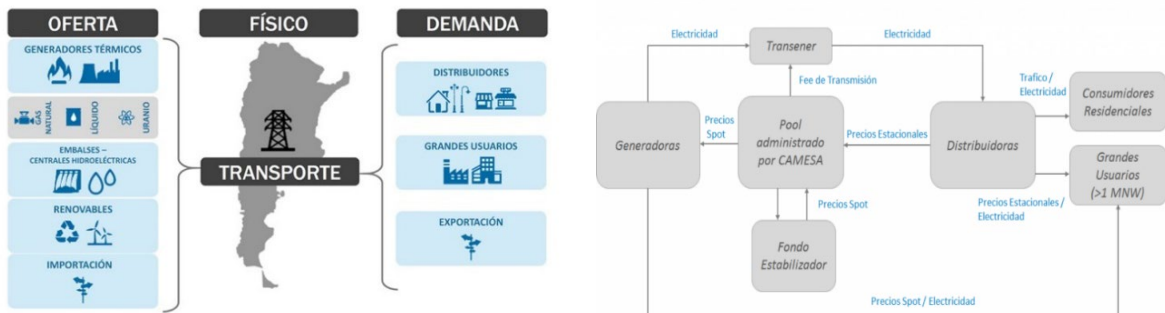 OFERTA
GENERADORES TÉRMICOS
GAS
NATURAL
LÍQUIDO
URANIO
EMBALSES –
CENTRALES HIDROELÉCTRICAS
RENOVABLES
IMPORTACIÓN
FÍSICO
TRANSPORTE
DEMANDA
DISTRIBUIDORES
GRANDES USUARIOS
EXPORTACIÓN
Electricidad
Transener
Electricidad
Fee de Transmisión
Trafico /
Electricidad
Consumidores
Residenciales
Generadoras
Precios
Spot
Pool
administrado
por CAMESA
Precios Estacionales
Distribuidoras
Grandes
Usuarios
(>1 MNW)
Precios Estacionales /
Electricidad
Precios Spot
Fondo
Estabilizador
Precios Spot / Electricidad